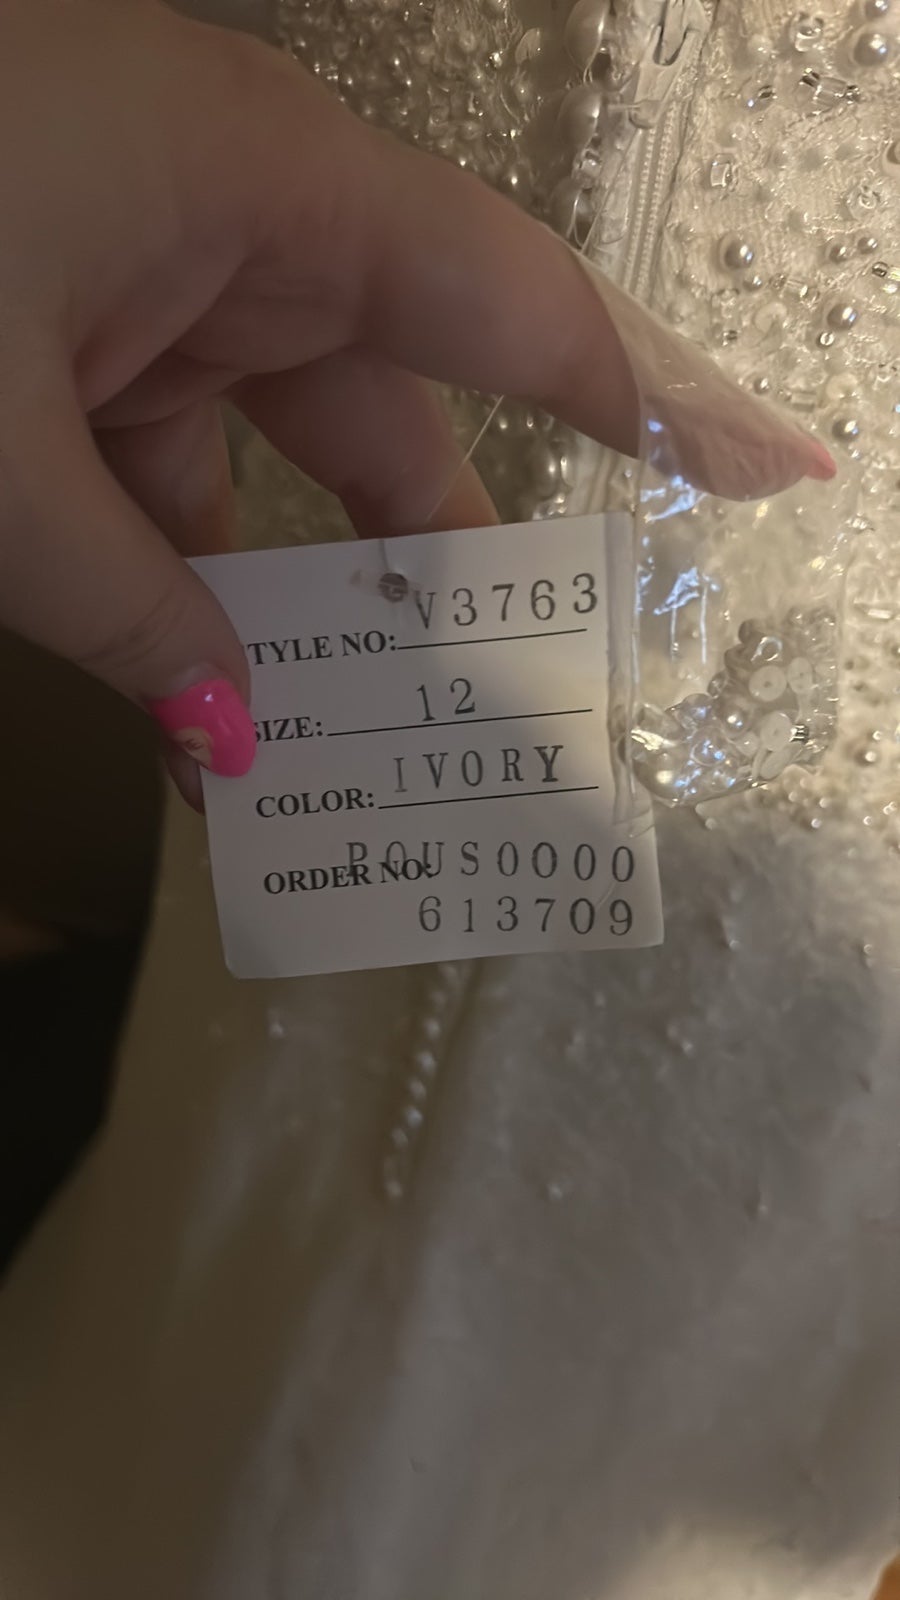 TYLE NO: V3763
SIZE: 12
COLOR: IVORY
ORDER NO: POUS0000
613709